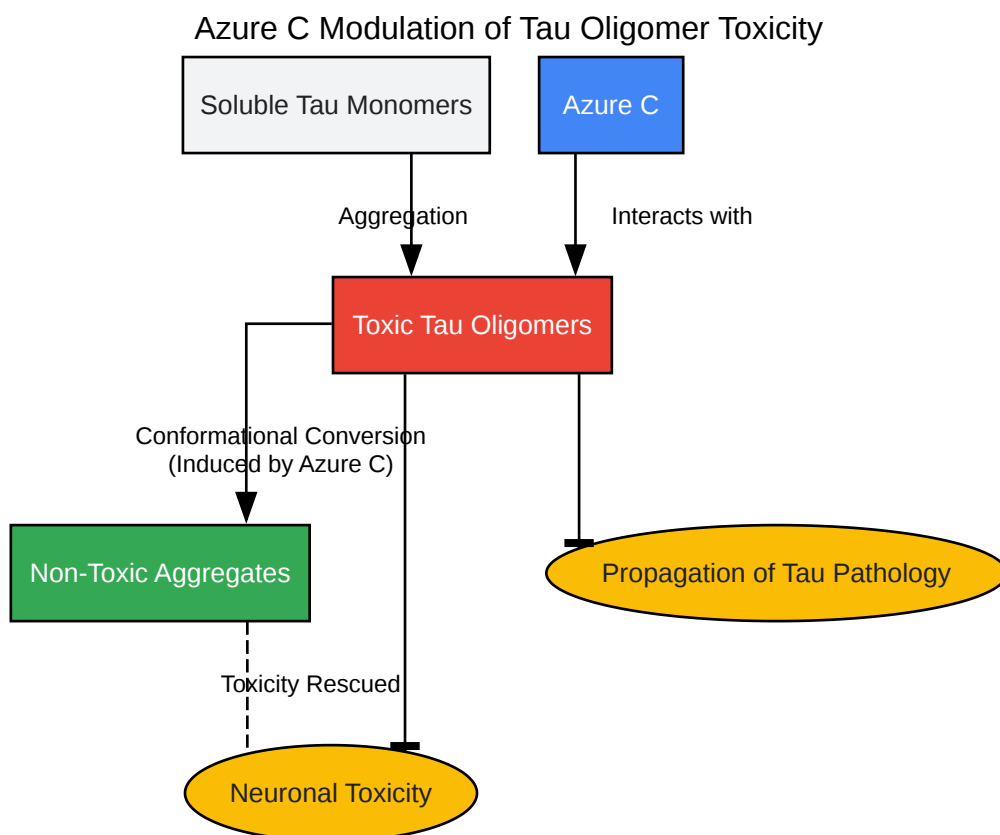 Azure C Modulation of Tau Oligomer Toxicity
Soluble Tau Monomers
Azure C
Aggregation
Interacts with
Toxic Tau Oligomers
Conformational Conversion
(Induced by Azure C)
Non-Toxic Aggregates
Propagation of Tau Pathology
Toxicity Rescued
Neuronal Toxicity